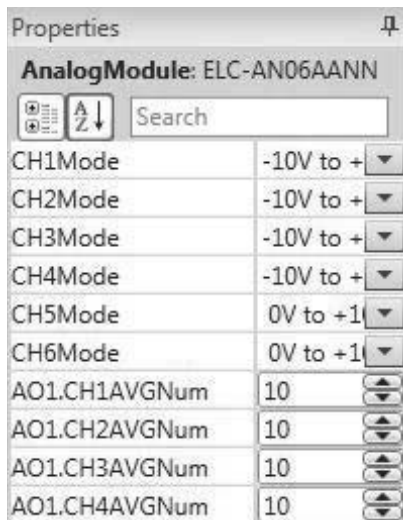 Properties
AnalogModule: ELC-AN06AANN
A Z Search
CH1Mode -10V to +
CH2Mode -10V to +
CH3Mode -10V to +
CH4Mode -10V to +
CH5Mode 0V to +1
CH6Mode 0V to +1
AO1.CH1AVGNum 10
AO1.CH2AVGNum 10
AO1.CH3AVGNum 10
AO1.CH4AVGNum 10